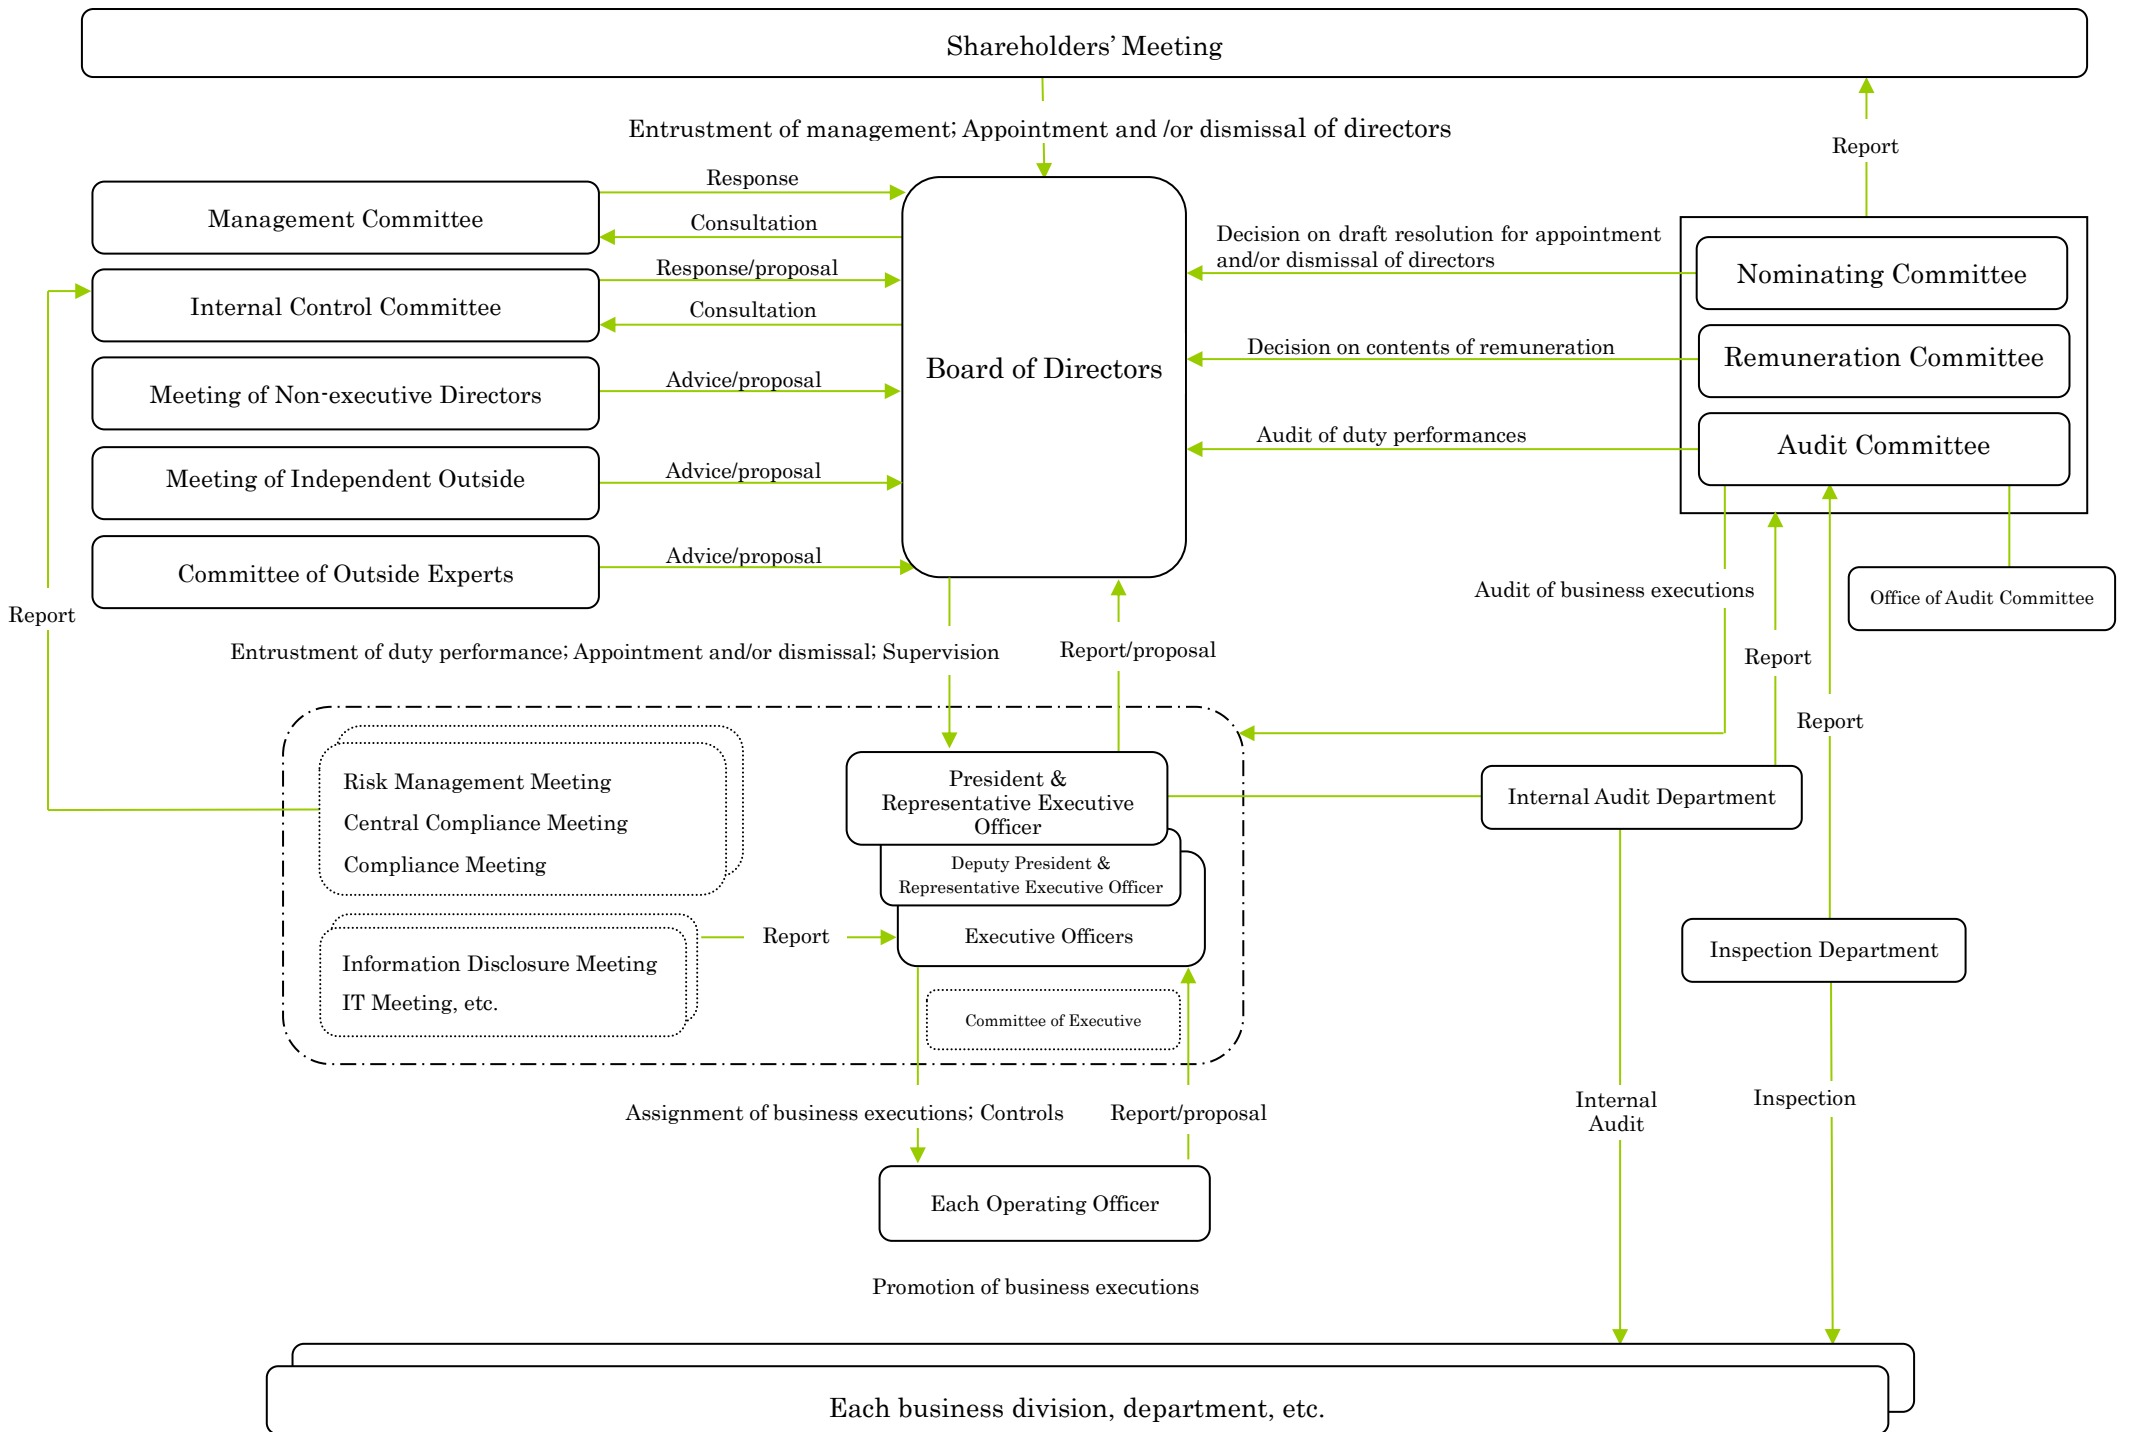 Shareholders' Meeting
Entrustment of management; Appointment and /or dismissal of directors
Report
Management Committee
Response
Consultation
Internal Control Committee
Response/proposal
Consultation
Meeting of Non-executive Directors
Advice/proposal
Meeting of Independent Outside
Advice/proposal
Committee of Outside Experts
Advice/proposal
Board of Directors
Decision on draft resolution for appointment
and/or dismissal of directors
Nominating Committee
Decision on contents of remuneration
Remuneration Committee
Audit of duty performances
Audit Committee
Audit of business executions
Office of Audit Committee
Report
Entrustment of duty performance; Appointment and/or dismissal; Supervision
Report/proposal
Report
Report
Risk Management Meeting
Central Compliance Meeting
Compliance Meeting
President &
Representative Executive
Officer
Internal Audit Department
Deputy President &
Representative Executive Officer
Information Disclosure Meeting
IT Meeting, etc.
Report
Executive Officers
Inspection Department
Committee of Executive
Assignment of business executions; Controls
Report/proposal
Internal
Audit
Inspection
Each Operating Officer
Promotion of business executions
Each business division, department, etc.